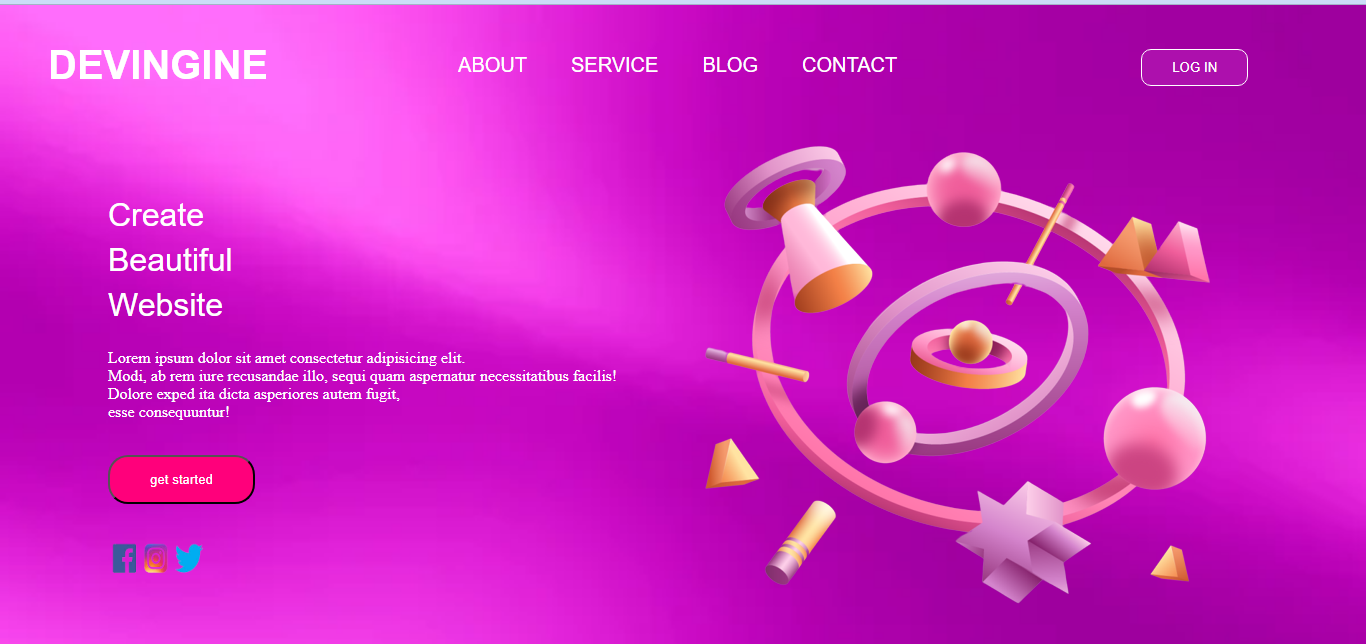 DEVINGINE
ABOUT SERVICE BLOG CONTACT
LOG IN
Create
Beautiful
Website
Lorem ipsum dolor sit amet consectetur adipisicing elit.
Modi, ab rem iure recusandae illo, sequi quam aspernatur necessitatibus facilis!
Dolore exped ita dicta asperiores autem fugit,
esse consequuntur!
get started